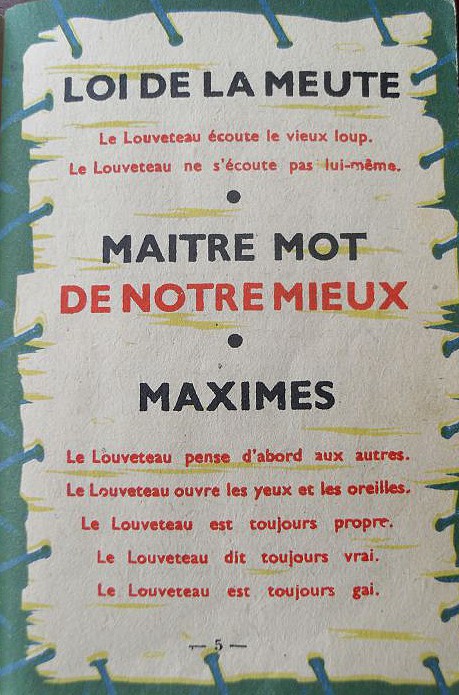 LOI DE LA MEUTE
Le Louveteau écoute le vieux loup.
Le Louveteau ne s'écoute pas lui-même.
•
MAITRE MOT
DE NOTRE MIEUX
•
MAXIMES
Le Louveteau pense d'abord aux autres.
Le Louveteau ouvre les yeux et les oreilles.
Le Louveteau est toujours propre.
Le Louveteau dit toujours vrai.
Le Louveteau est toujours gai.
— 5 —